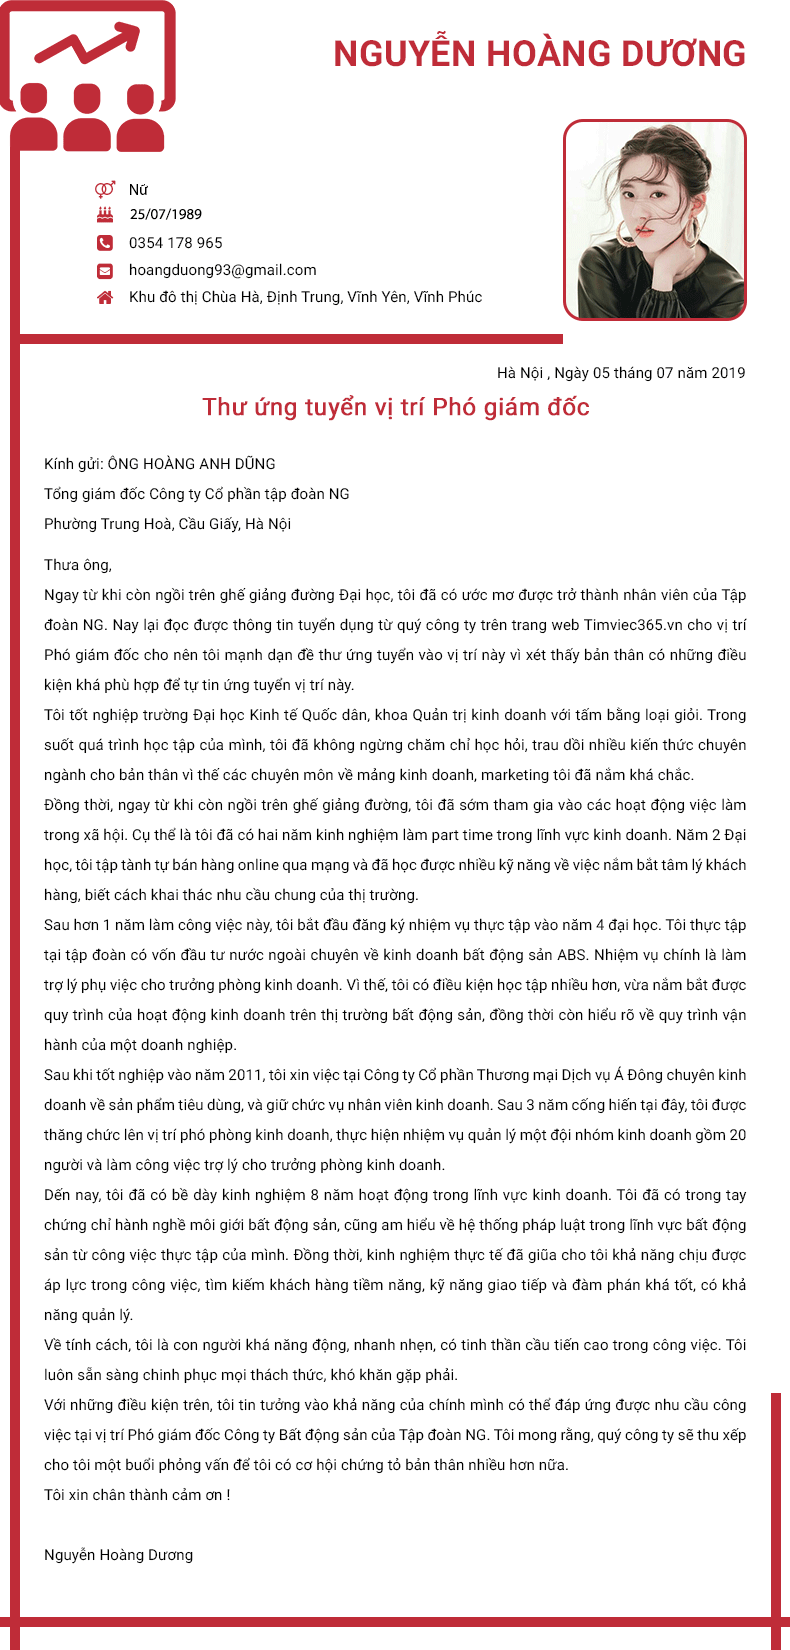 NGUYỄN HOÀNG DƯƠNG
Nữ
25/07/1989
0354 178 965
hoangduong93@gmail.com
Khu đô thị Chùa Hà, Định Trung, Vĩnh Yên, Vĩnh Phúc
Hà Nội , Ngày 05 tháng 07 năm 2019
Thư ứng tuyển vị trí Phó giám đốc
Kính gửi: ÔNG HOÀNG ANH DŨNG
Tổng giám đốc Công ty Cổ phần tập đoàn NG
Phường Trung Hoà, Cầu Giấy, Hà Nội
Thưa ông,
Ngay từ khi còn ngồi trên ghế giảng đường Đại học, tôi đã có ước mơ được trở thành nhân viên của Tập
đoàn NG. Nay lại đọc được thông tin tuyển dụng từ quý công ty trên trang web Timviec365.vn cho vị trí
Phó giám đốc cho nên tôi mạnh dạn đề thư ứng tuyển vào vị trí này vì xét thấy bản thân có những điều
kiện khá phù hợp để tự tin ứng tuyển vị trí này.
Tôi tốt nghiệp trường Đại học Kinh tế Quốc dân, khoa Quản trị kinh doanh với tấm bằng loại giỏi. Trong
suốt quá trình học tập của mình, tôi đã không ngừng chăm chỉ học hỏi, trau dồi nhiều kiến thức chuyên
ngành cho bản thân vì thế các chuyên môn về mảng kinh doanh, marketing tôi đã nắm khá chắc.
Đồng thời, ngay từ khi còn ngồi trên ghế giảng đường, tôi đã sớm tham gia vào các hoạt động việc làm
trong xã hội. Cụ thể là tôi đã có hai năm kinh nghiệm làm part time trong lĩnh vực kinh doanh. Năm 2 Đại
học, tôi tập tành tự bán hàng online qua mạng và đã học được nhiều kỹ năng về việc nắm bắt tâm lý khách
hàng, biết cách khai thác nhu cầu chung của thị trường.
Sau hơn 1 năm làm công việc này, tôi bắt đầu đăng ký nhiệm vụ thực tập vào năm 4 đại học. Tôi thực tập
tại tập đoàn có vốn đầu tư nước ngoài chuyên về kinh doanh bất động sản ABS. Nhiệm vụ chính là làm
trợ lý phụ việc cho trưởng phòng kinh doanh. Vì thế, tôi có điều kiện học tập nhiều hơn, vừa nắm bắt được
quy trình của hoạt động kinh doanh trên thị trường bất động sản, đồng thời còn hiểu rõ về quy trình vận
hành của một doanh nghiệp.
Sau khi tốt nghiệp vào năm 2011, tôi xin việc tại Công ty Cổ phần Thương mại Dịch vụ Á Đông chuyên kinh
doanh về sản phẩm tiêu dùng, và giữ chức vụ nhân viên kinh doanh. Sau 3 năm cống hiến tại đây, tôi được
thăng chức lên vị trí phó phòng kinh doanh, thực hiện nhiệm vụ quản lý một đội nhóm kinh doanh gồm 20
người và làm công việc trợ lý cho trưởng phòng kinh doanh.
Dến nay, tôi đã có bề dày kinh nghiệm 8 năm hoạt động trong lĩnh vực kinh doanh. Tôi đã có trong tay
chứng chỉ hành nghề môi giới bất động sản, cũng am hiểu về hệ thống pháp luật trong lĩnh vực bất động
sản từ công việc thực tập của mình. Đồng thời, kinh nghiệm thực tế đã giũa cho tôi khả năng chịu được
áp lực trong công việc, tìm kiếm khách hàng tiềm năng, kỹ năng giao tiếp và đàm phán khá tốt, có khả
năng quản lý.
Về tính cách, tôi là con người khá năng động, nhanh nhẹn, có tinh thần cầu tiến cao trong công việc. Tôi
luôn sẵn sàng chinh phục mọi thách thức, khó khăn gặp phải.
Với những điều kiện trên, tôi tin tưởng vào khả năng của chính mình có thể đáp ứng được nhu cầu công
việc tại vị trí Phó giám đốc Công ty Bất động sản của Tập đoàn NG. Tôi mong rằng, quý công ty sẽ thu xếp
cho tôi một buổi phỏng vấn để tôi có cơ hội chứng tỏ bản thân nhiều hơn nữa.
Tôi xin chân thành cảm ơn !
Nguyễn Hoàng Dương